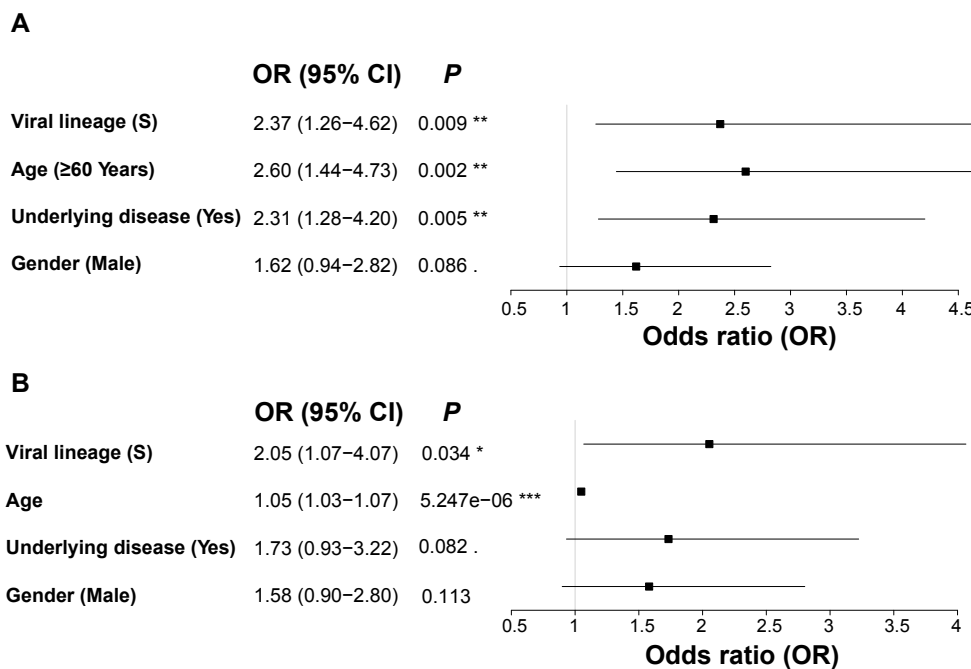 A
OR (95% CI) P
Viral lineage (S) 2.37 (1.26−4.62) 0.009 **
Age (≥60 Years) 2.60 (1.44−4.73) 0.002 **
Underlying disease (Yes) 2.31 (1.28−4.20) 0.005 **
Gender (Male) 1.62 (0.94−2.82) 0.086 .
0.5 1 1.5 2 2.5 3 3.5 4 4.5
Odds ratio (OR)
B
OR (95% CI) P
Viral lineage (S) 2.05 (1.07−4.07) 0.034 *
Age 1.05 (1.03−1.07) 5.247e−06 ***
Underlying disease (Yes) 1.73 (0.93−3.22) 0.082 .
Gender (Male) 1.58 (0.90−2.80) 0.113
0.5 1 1.5 2 2.5 3 3.5 4
Odds ratio (OR)